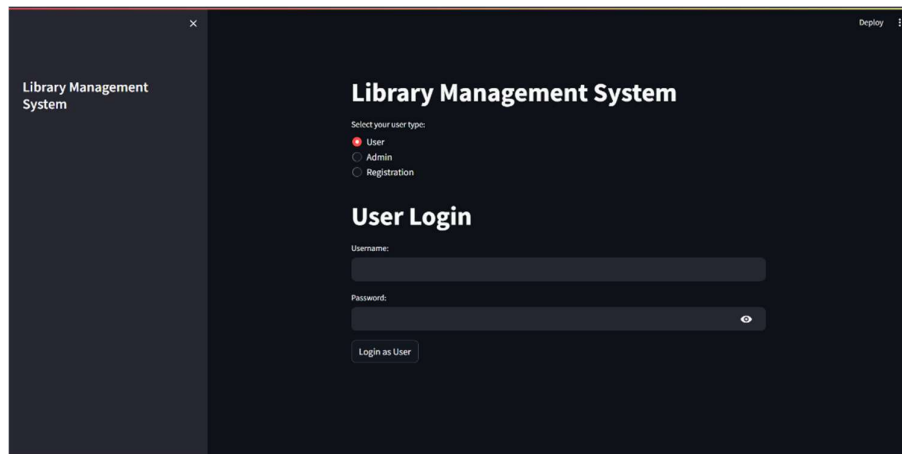 Deploy
Library Management
System
Library Management System
Select your user type:
User
Admin
Registration
User Login
Username:
Password:
Login as User